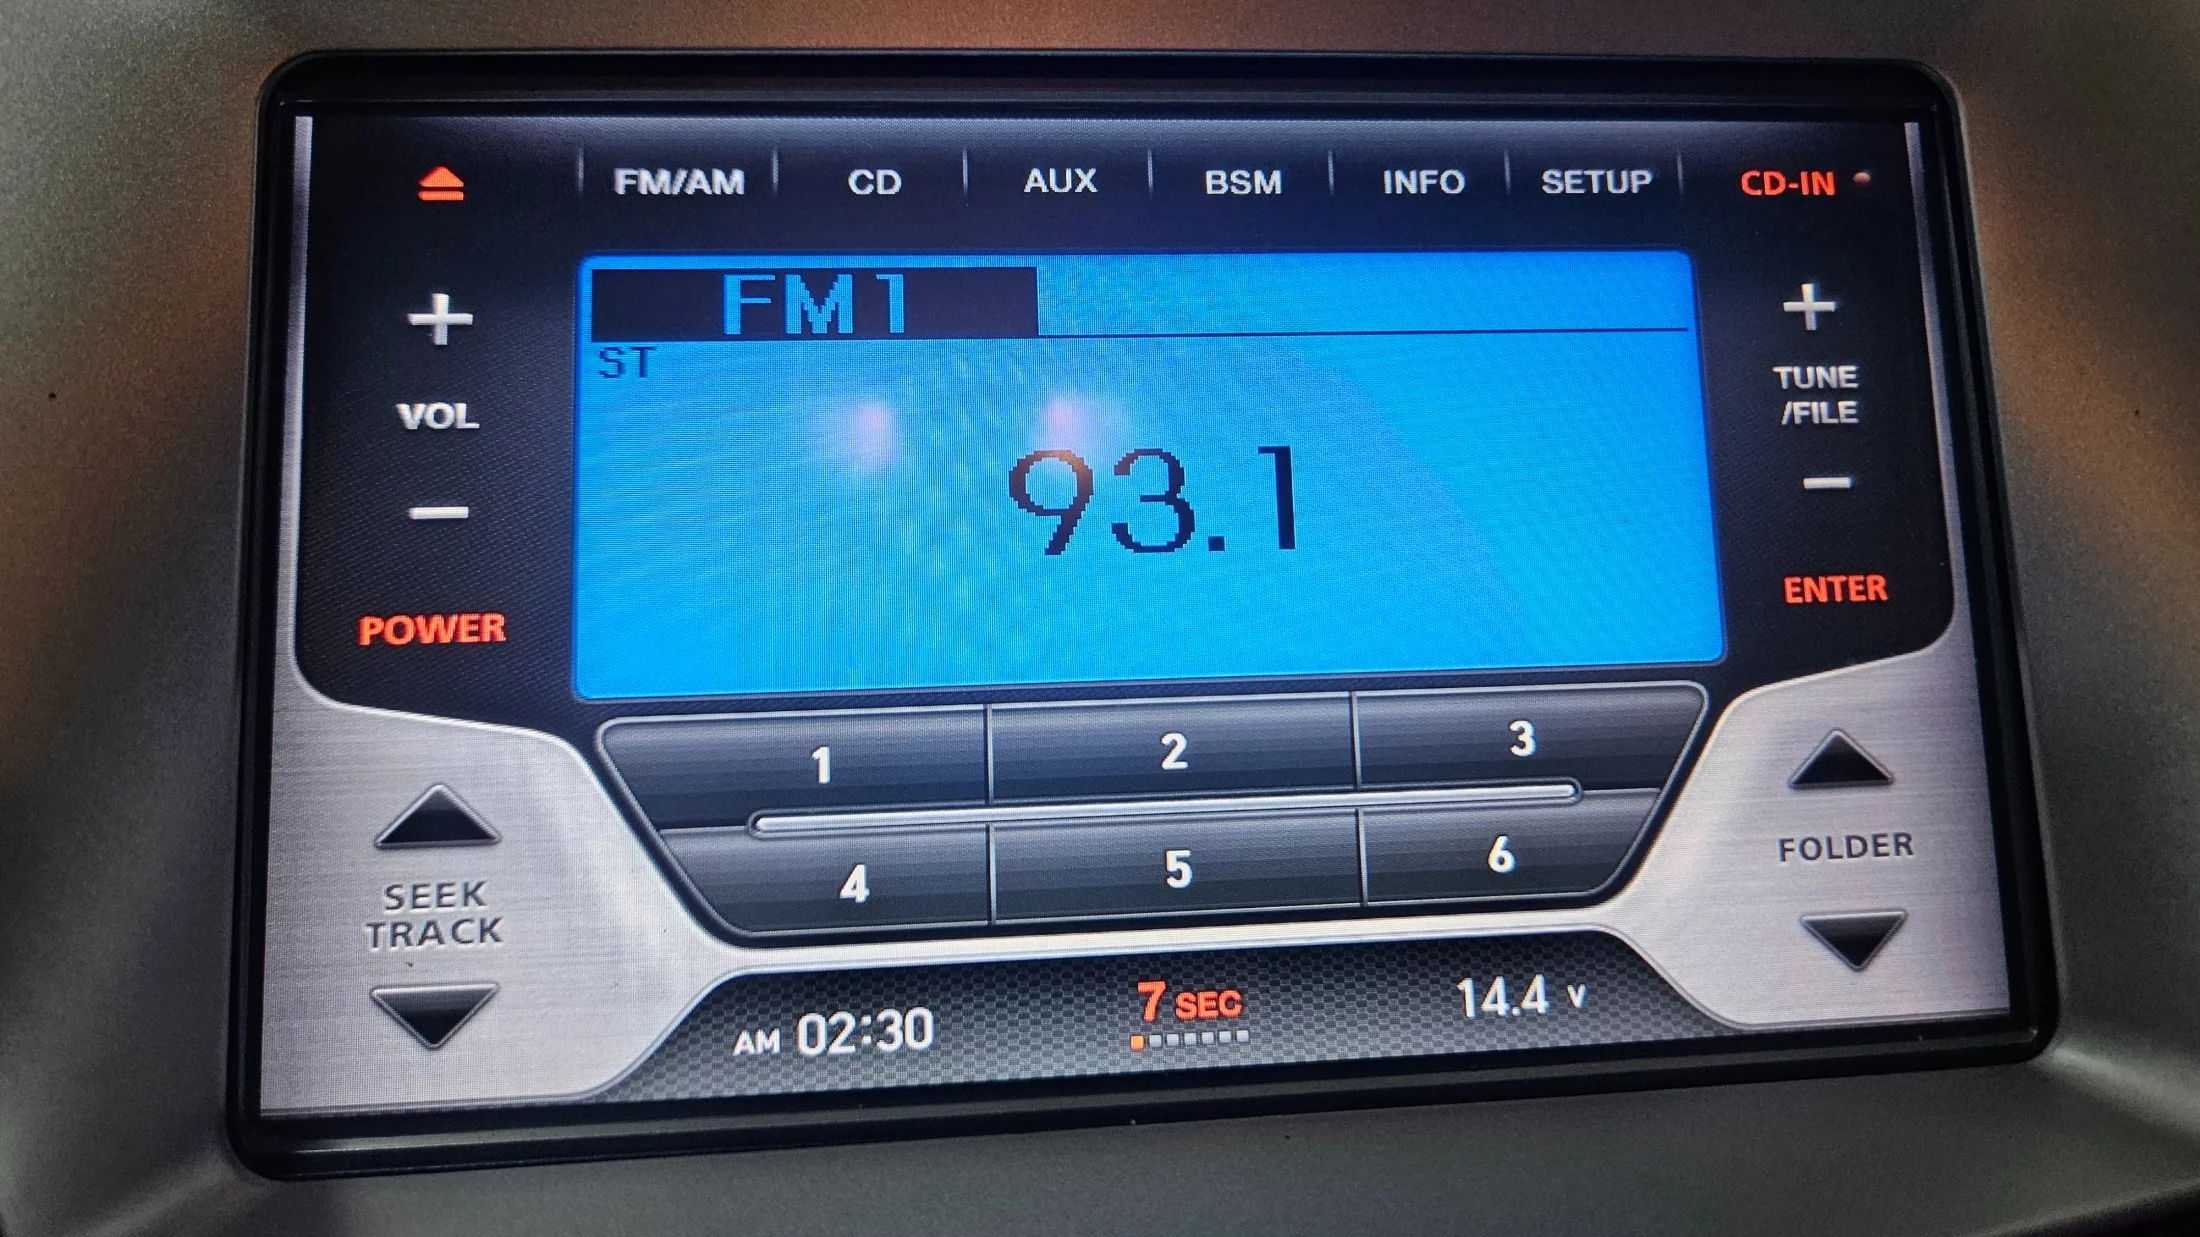 FM/AM CD AUX BSM INFO SETUP CD-IN
FM1
ST
93.1
+
VOL
−
POWER
+
TUNE
/FILE
−
ENTER
1 2 3
4 5 6
SEEK
TRACK
FOLDER
AM 02:30
7 SEC
14.4 V